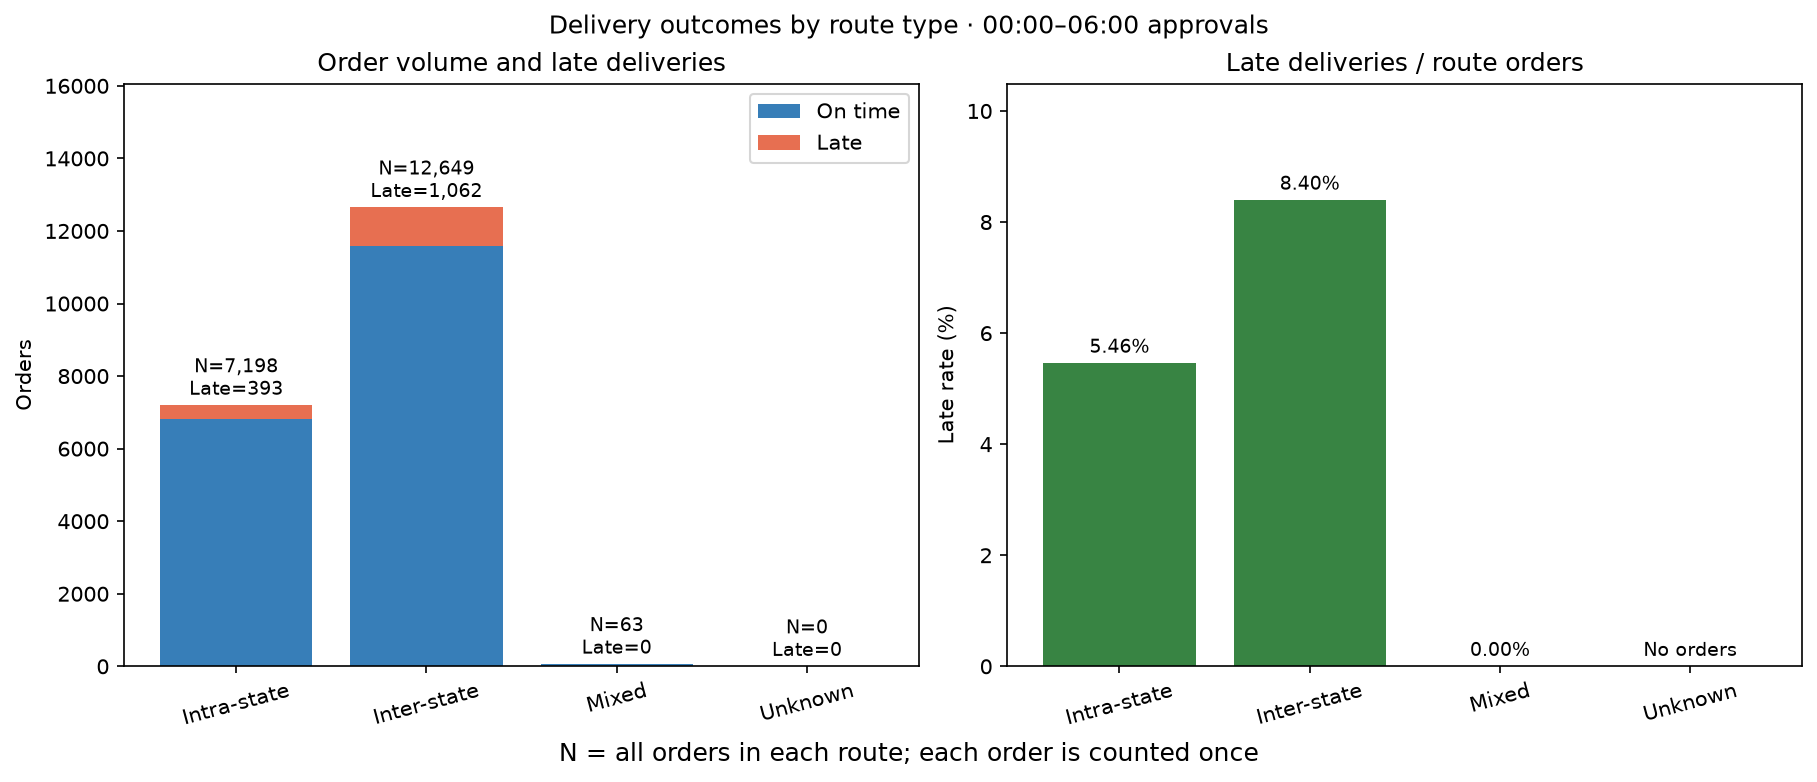 Delivery outcomes by route type · 00:00–06:00 approvals
Order volume and late deliveries
16000
14000
12000
10000
8000
6000
4000
2000
0
Orders
On time
Late
N=7,198
Late=393
N=12,649
Late=1,062
N=63
Late=0
N=0
Late=0
Intra-state
Inter-state
Mixed
Unknown
Late deliveries / route orders
10
8
6
4
2
0
Late rate (%)
5.46%
8.40%
0.00%
No orders
Intra-state
Inter-state
Mixed
Unknown
N = all orders in each route; each order is counted once